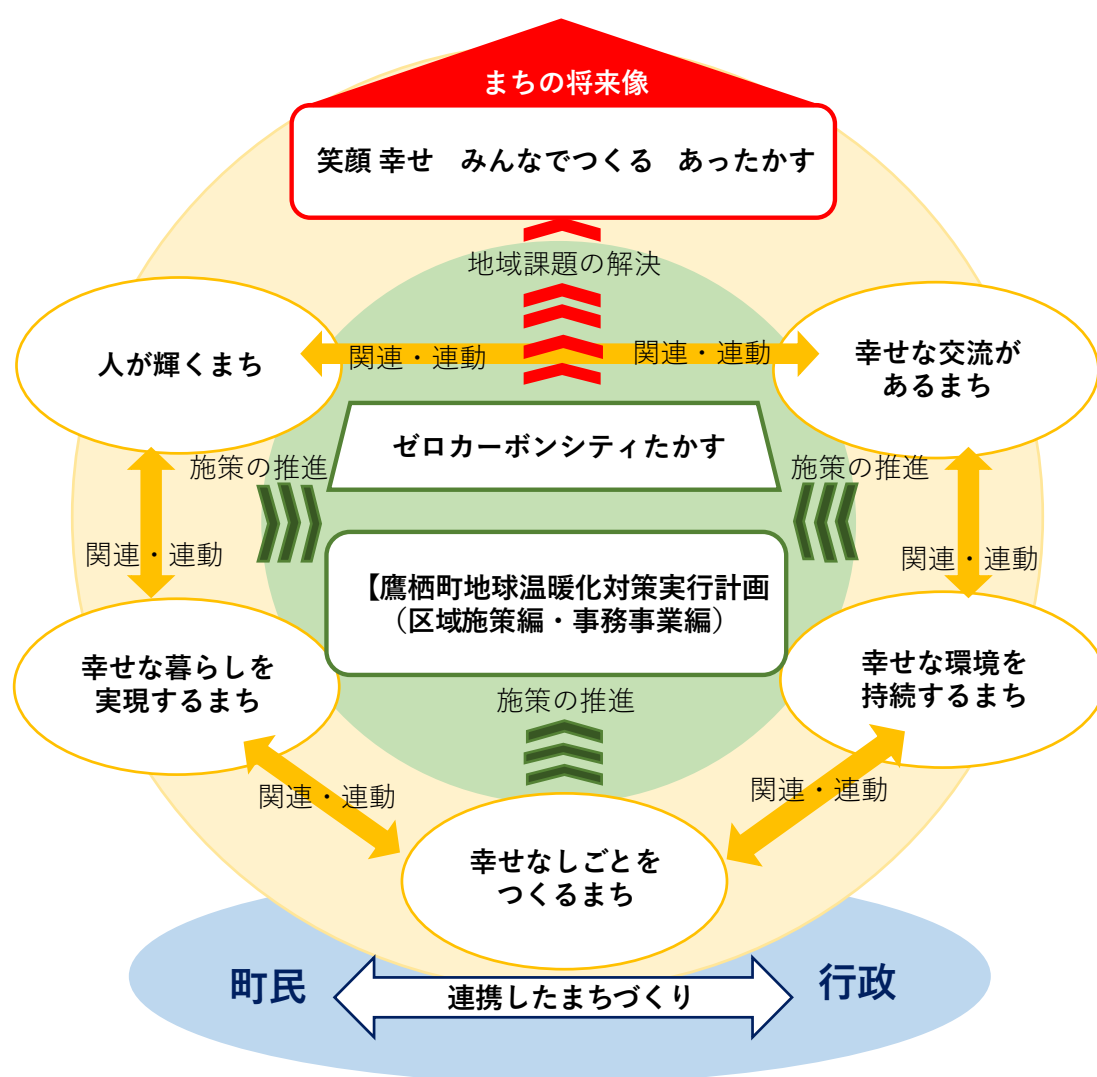 まちの将来像
笑顔 幸せ　みんなでつくる　あったかす
地域課題の解決
人が輝くまち
関連・連動
関連・連動
幸せな交流が
あるまち
ゼロカーボンシティたかす
施策の推進
施策の推進
関連・連動
関連・連動
【鷹栖町地球温暖化対策実行計画
（区域施策編・事務事業編）
幸せな暮らしを
実現するまち
幸せな環境を
持続するまち
施策の推進
関連・連動
関連・連動
幸せなしごとを
つくるまち
町民
連携したまちづくり
行政